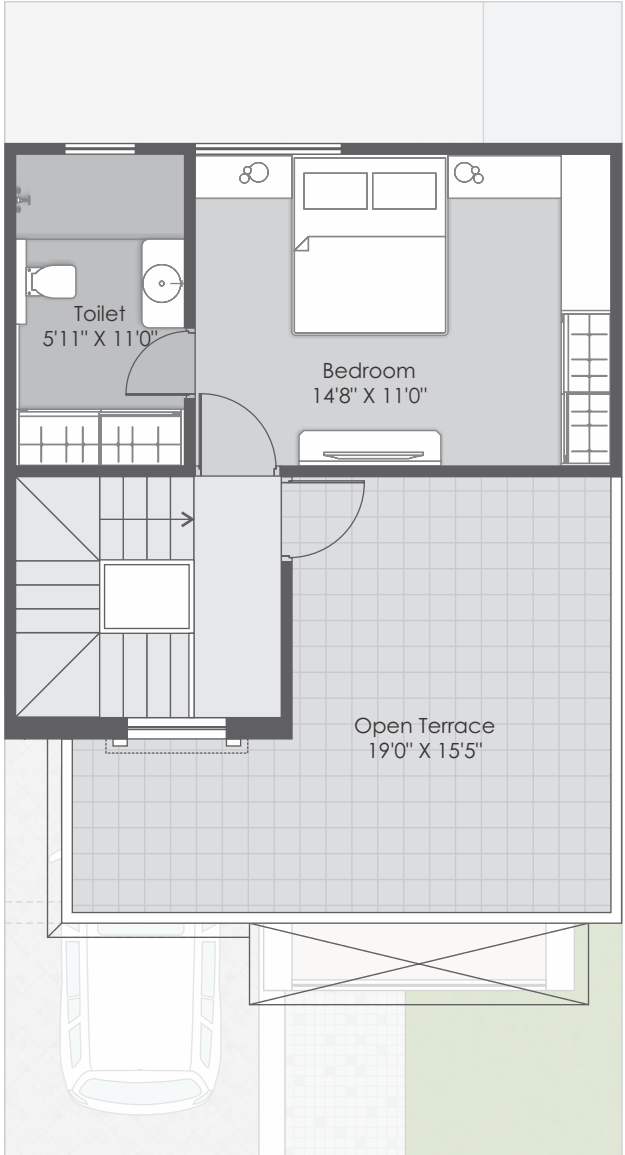 Toilet
5'11" X 11'0"
Bedroom
14'8" X 11'0"
Open Terrace
19'0" X 15'5"